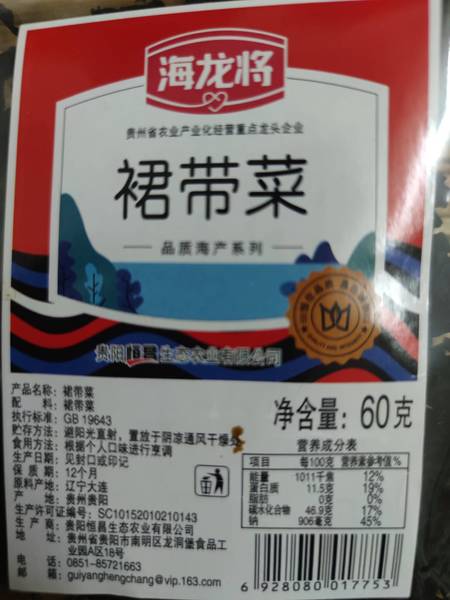 海龙将
贵州省农业产业化经营重点龙头企业
裙带菜
品质海产系列
贵阳恒昌生态农业有限公司
净含量：60克
产品名称：裙带菜
配 料：裙带菜
执行标准：GB 19643
贮存方法：避阳光直射，置放于阴凉通风干燥处
食用方法：根据个人口味进行烹调
生产日期：见封口或印记
保 质 期：12个月
原料产地：辽宁大连
产 地：贵州贵阳
生产许可证编号：SC10152010210143
生 产 商：贵阳恒昌生态农业有限公司
地 址：贵州省贵阳市南明区龙洞堡食品工
业园A区18号
电 话：0851-85721663
邮 箱：guiyanghengchang@vip.163.com
营养成分表
项目 每100克 营养素参考值%
能量 1011千焦 12%
蛋白质 11.5克 19%
脂肪 0克 0%
碳水化合物 46.9克 17%
钠 906毫克 45%
6 928080 017753